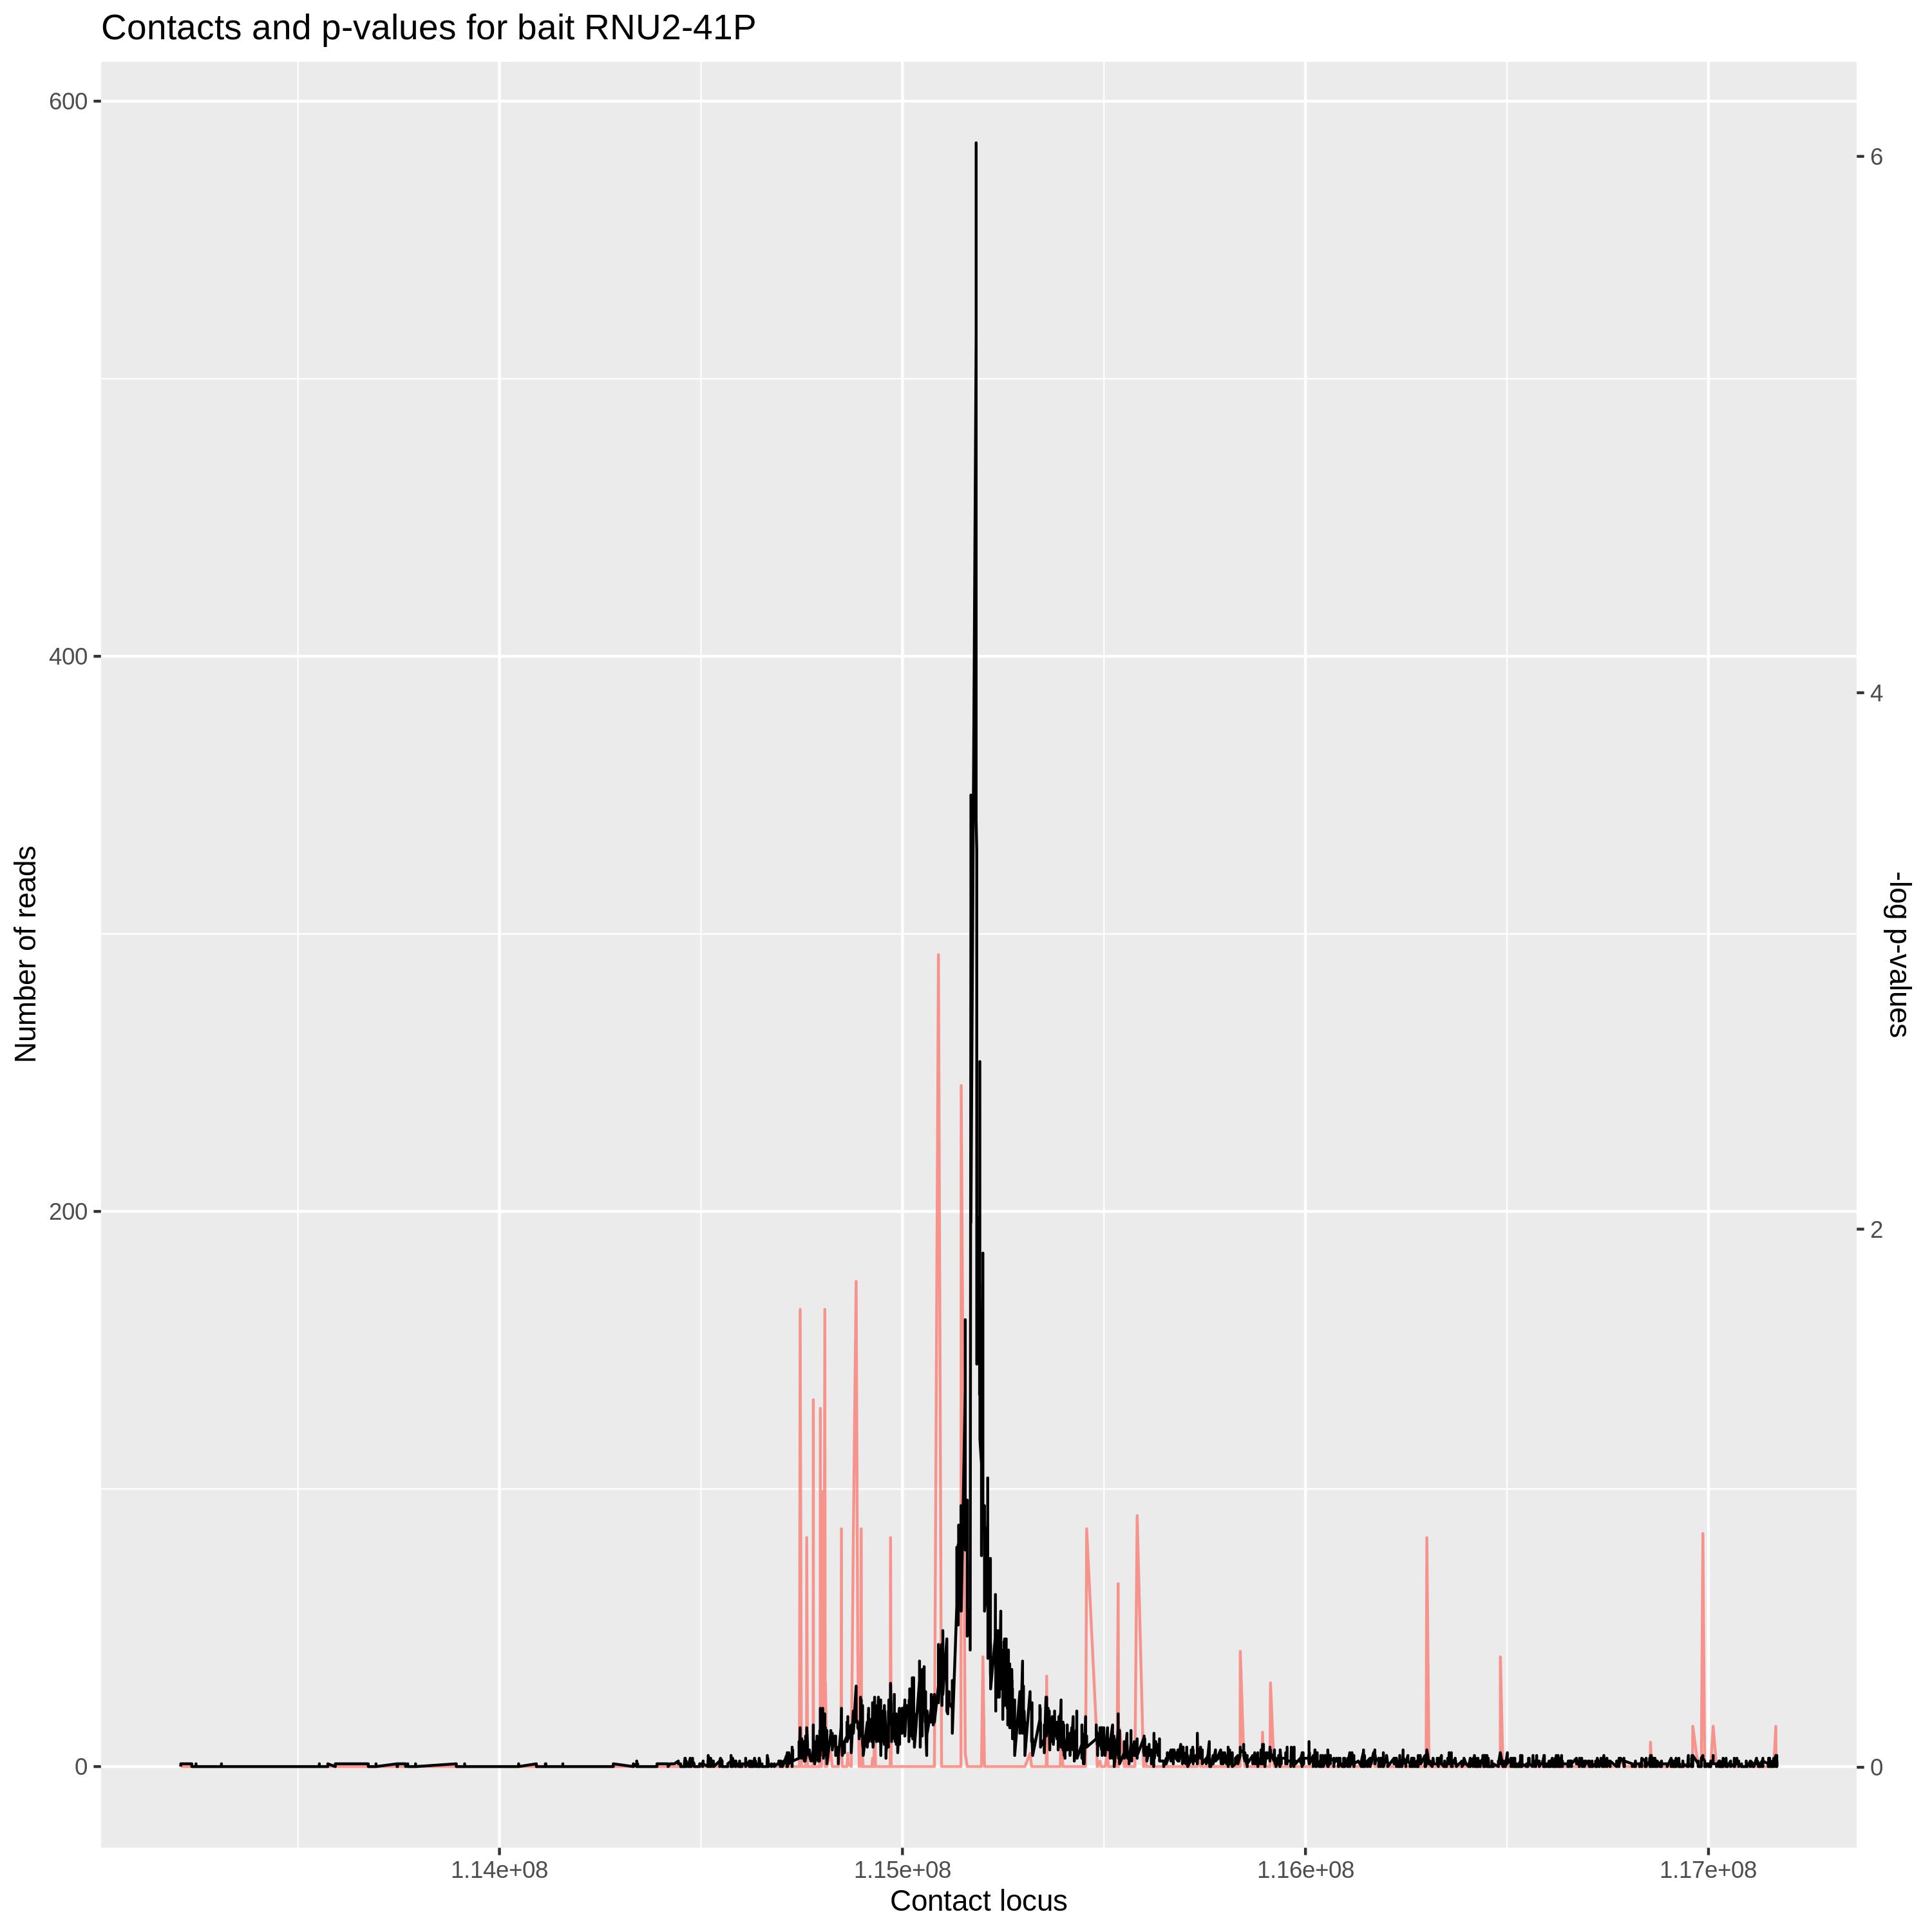 Contacts and p-values for bait RNU2-41P
600
400
200
0
6
4
2
0
Number of reads
-log p-values
1.14e+08
1.15e+08
1.16e+08
1.17e+08
Contact locus